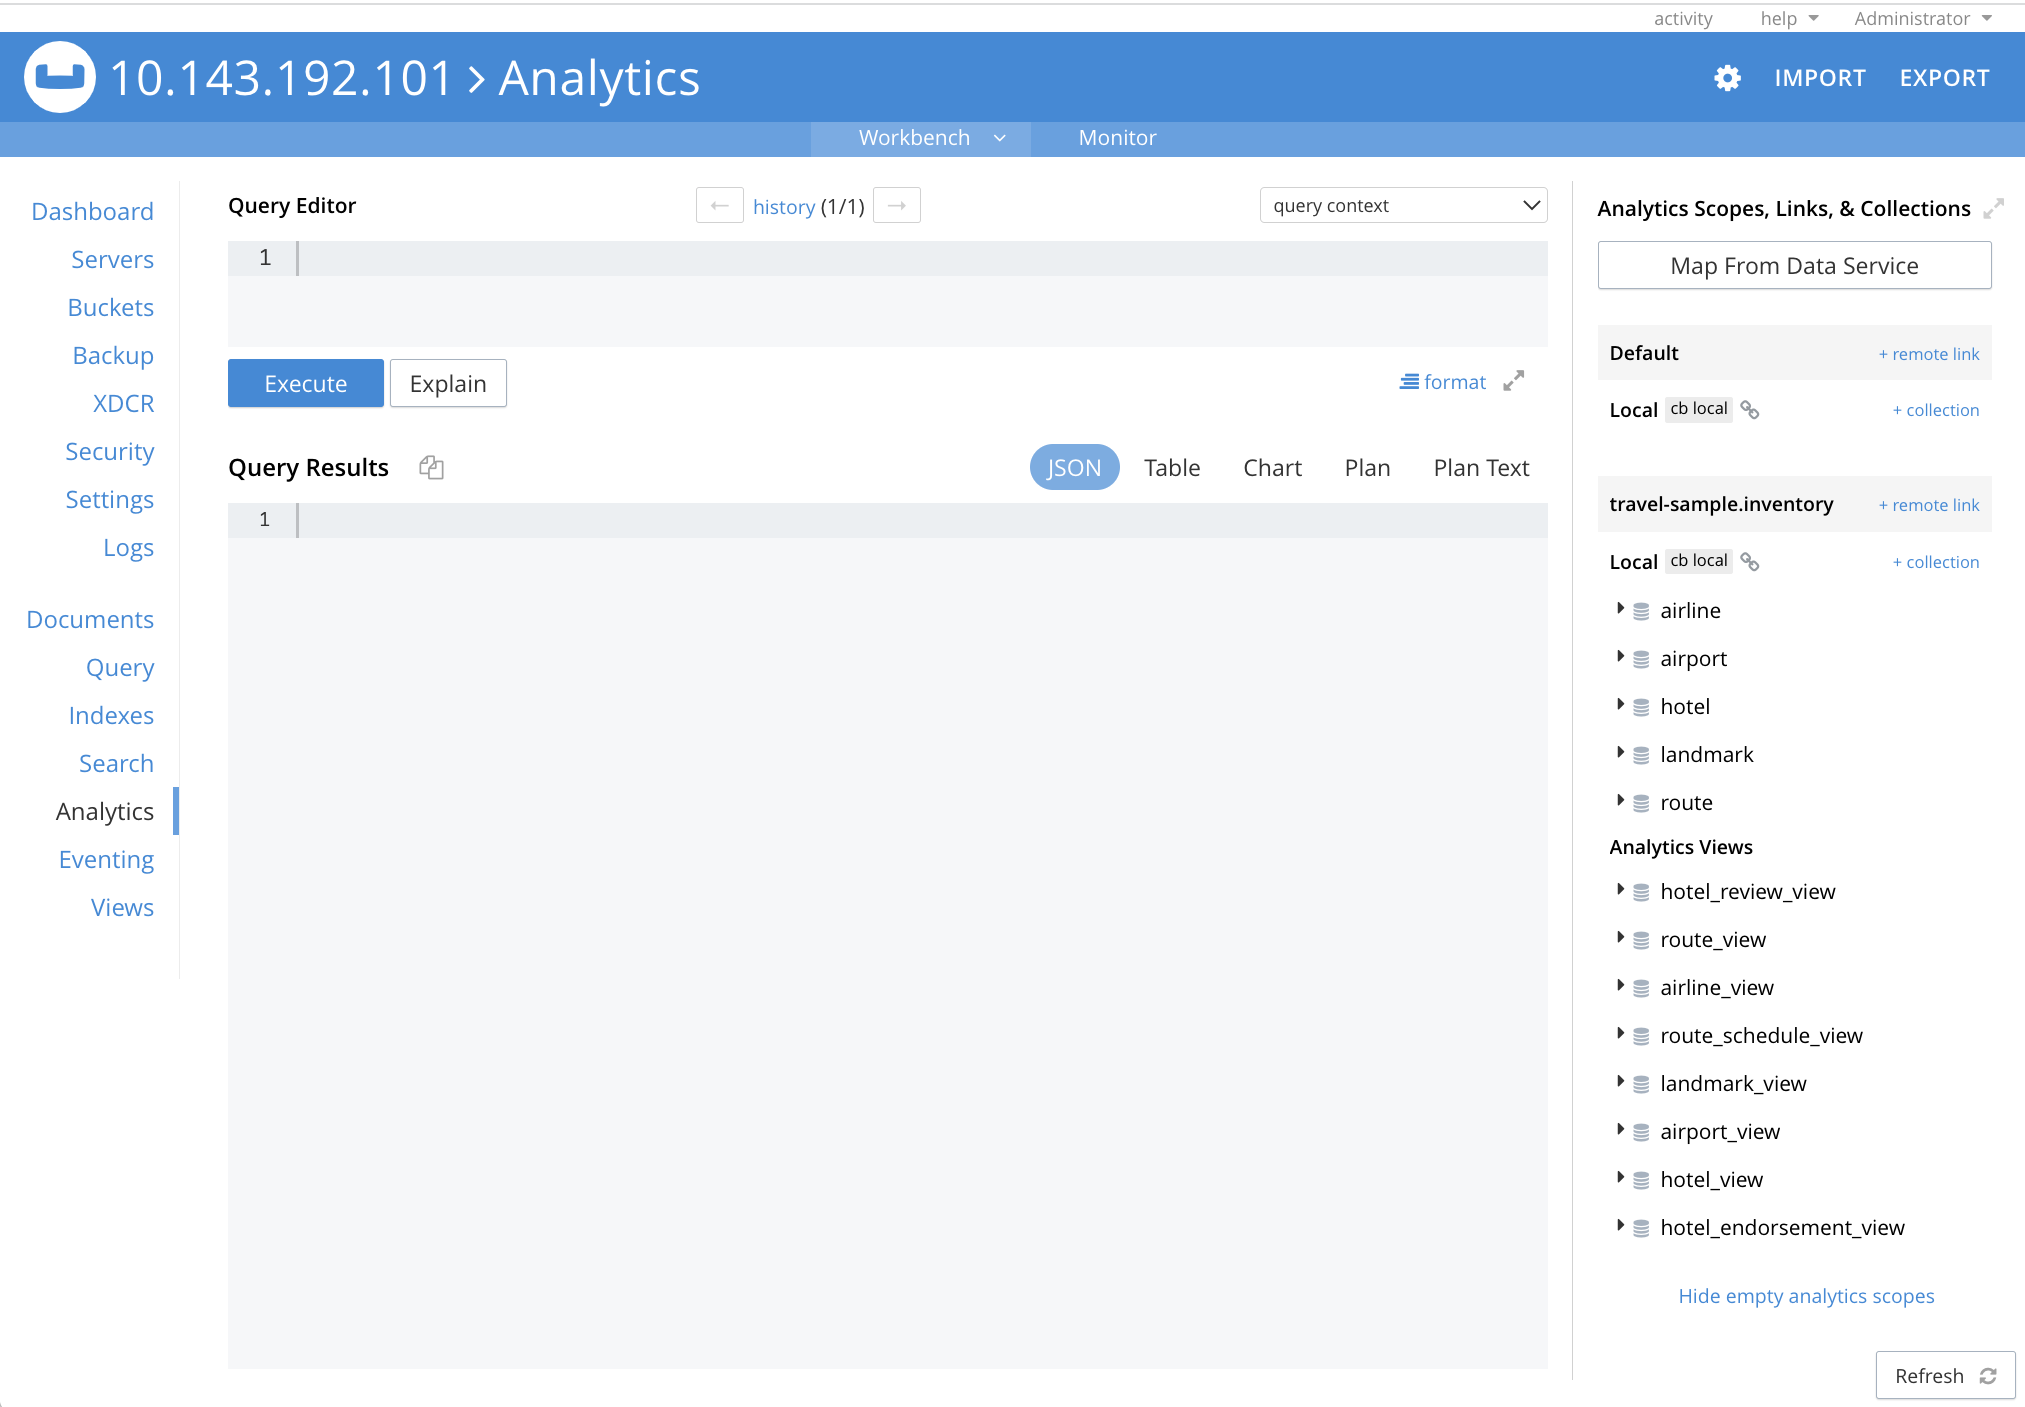 activity help Administrator
10.143.192.101 > Analytics IMPORT EXPORT
Workbench Monitor
Dashboard
Servers
Buckets
Backup
XDCR
Security
Settings
Logs
Documents
Query
Indexes
Search
Analytics
Eventing
Views
Query Editor ← history (1/1) → query context
1
Execute Explain format
Query Results JSON Table Chart Plan Plan Text
1
Analytics Scopes, Links, & Collections
Map From Data Service
Default + remote link
Local cb local + collection
travel-sample.inventory + remote link
Local cb local + collection
airline
airport
hotel
landmark
route
Analytics Views
hotel_review_view
route_view
airline_view
route_schedule_view
landmark_view
airport_view
hotel_view
hotel_endorsement_view
Hide empty analytics scopes
Refresh